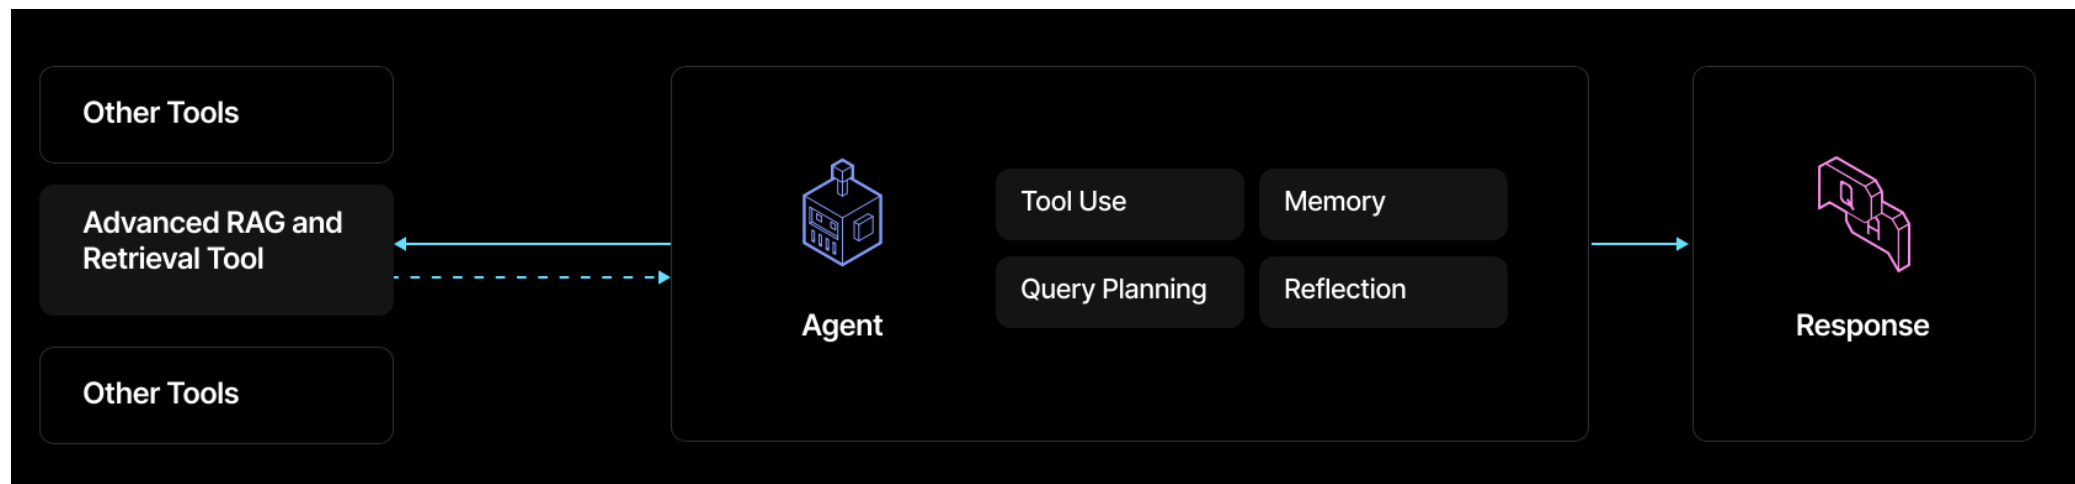 Other Tools
Advanced RAG and
Retrieval Tool
Other Tools
Agent
Tool Use
Memory
Query Planning
Reflection
Q
A
Response